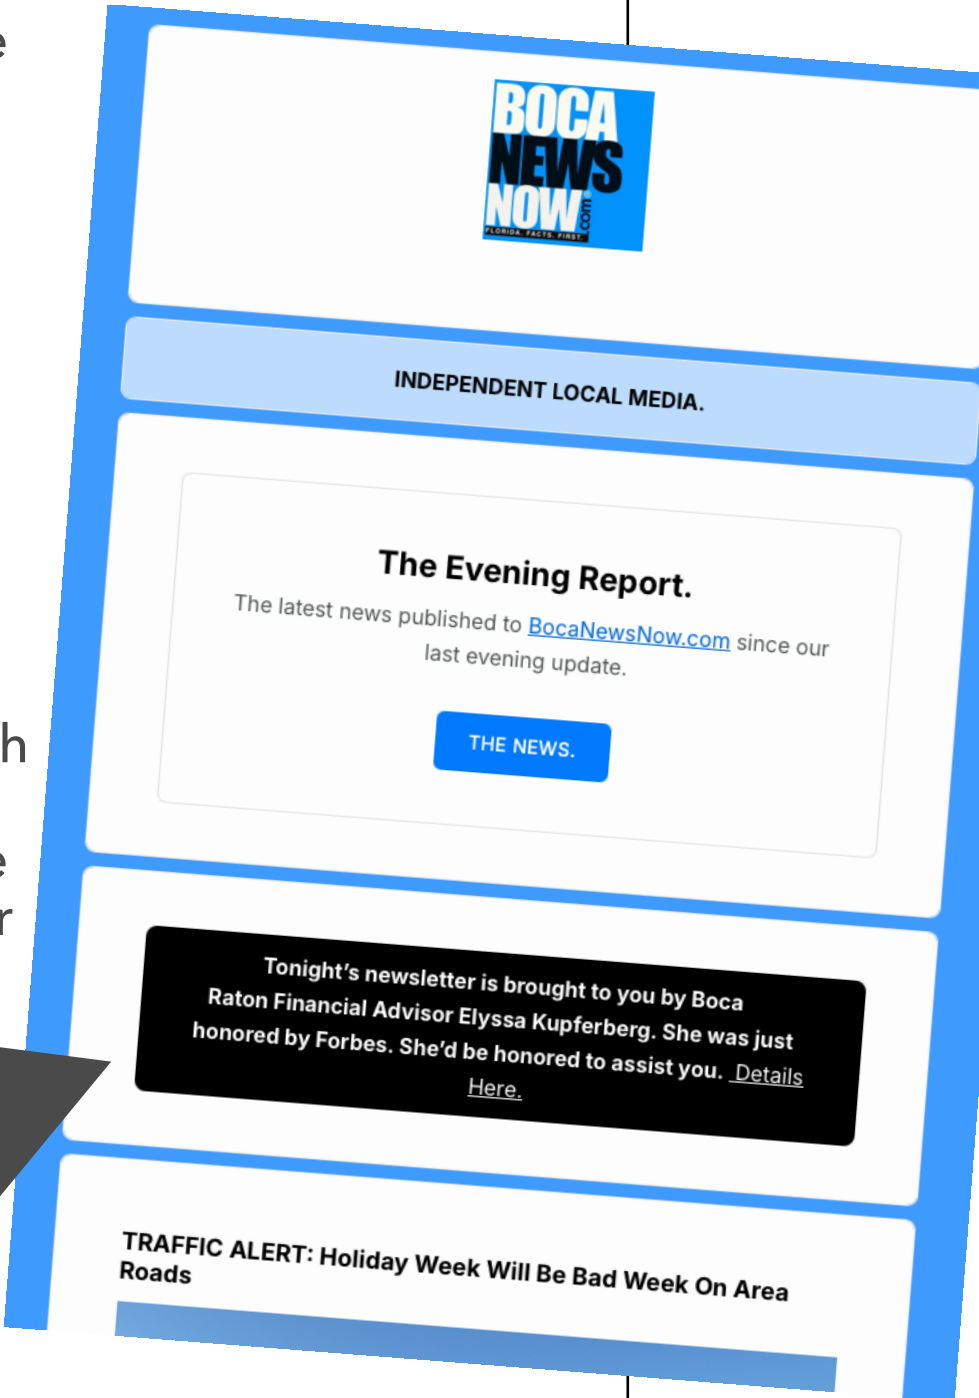 e
BOCA
NEWS
NOW
.com®
FLORIDA. FACTS. FIRST.
INDEPENDENT LOCAL MEDIA.
The Evening Report.
The latest news published to BocaNewsNow.com since our
last evening update.
THE NEWS.
h
e
r
Tonight’s newsletter is brought to you by Boca
Raton Financial Advisor Elyssa Kupferberg. She was just
honored by Forbes. She’d be honored to assist you. Details
Here.
TRAFFIC ALERT: Holiday Week Will Be Bad Week On Area
Roads